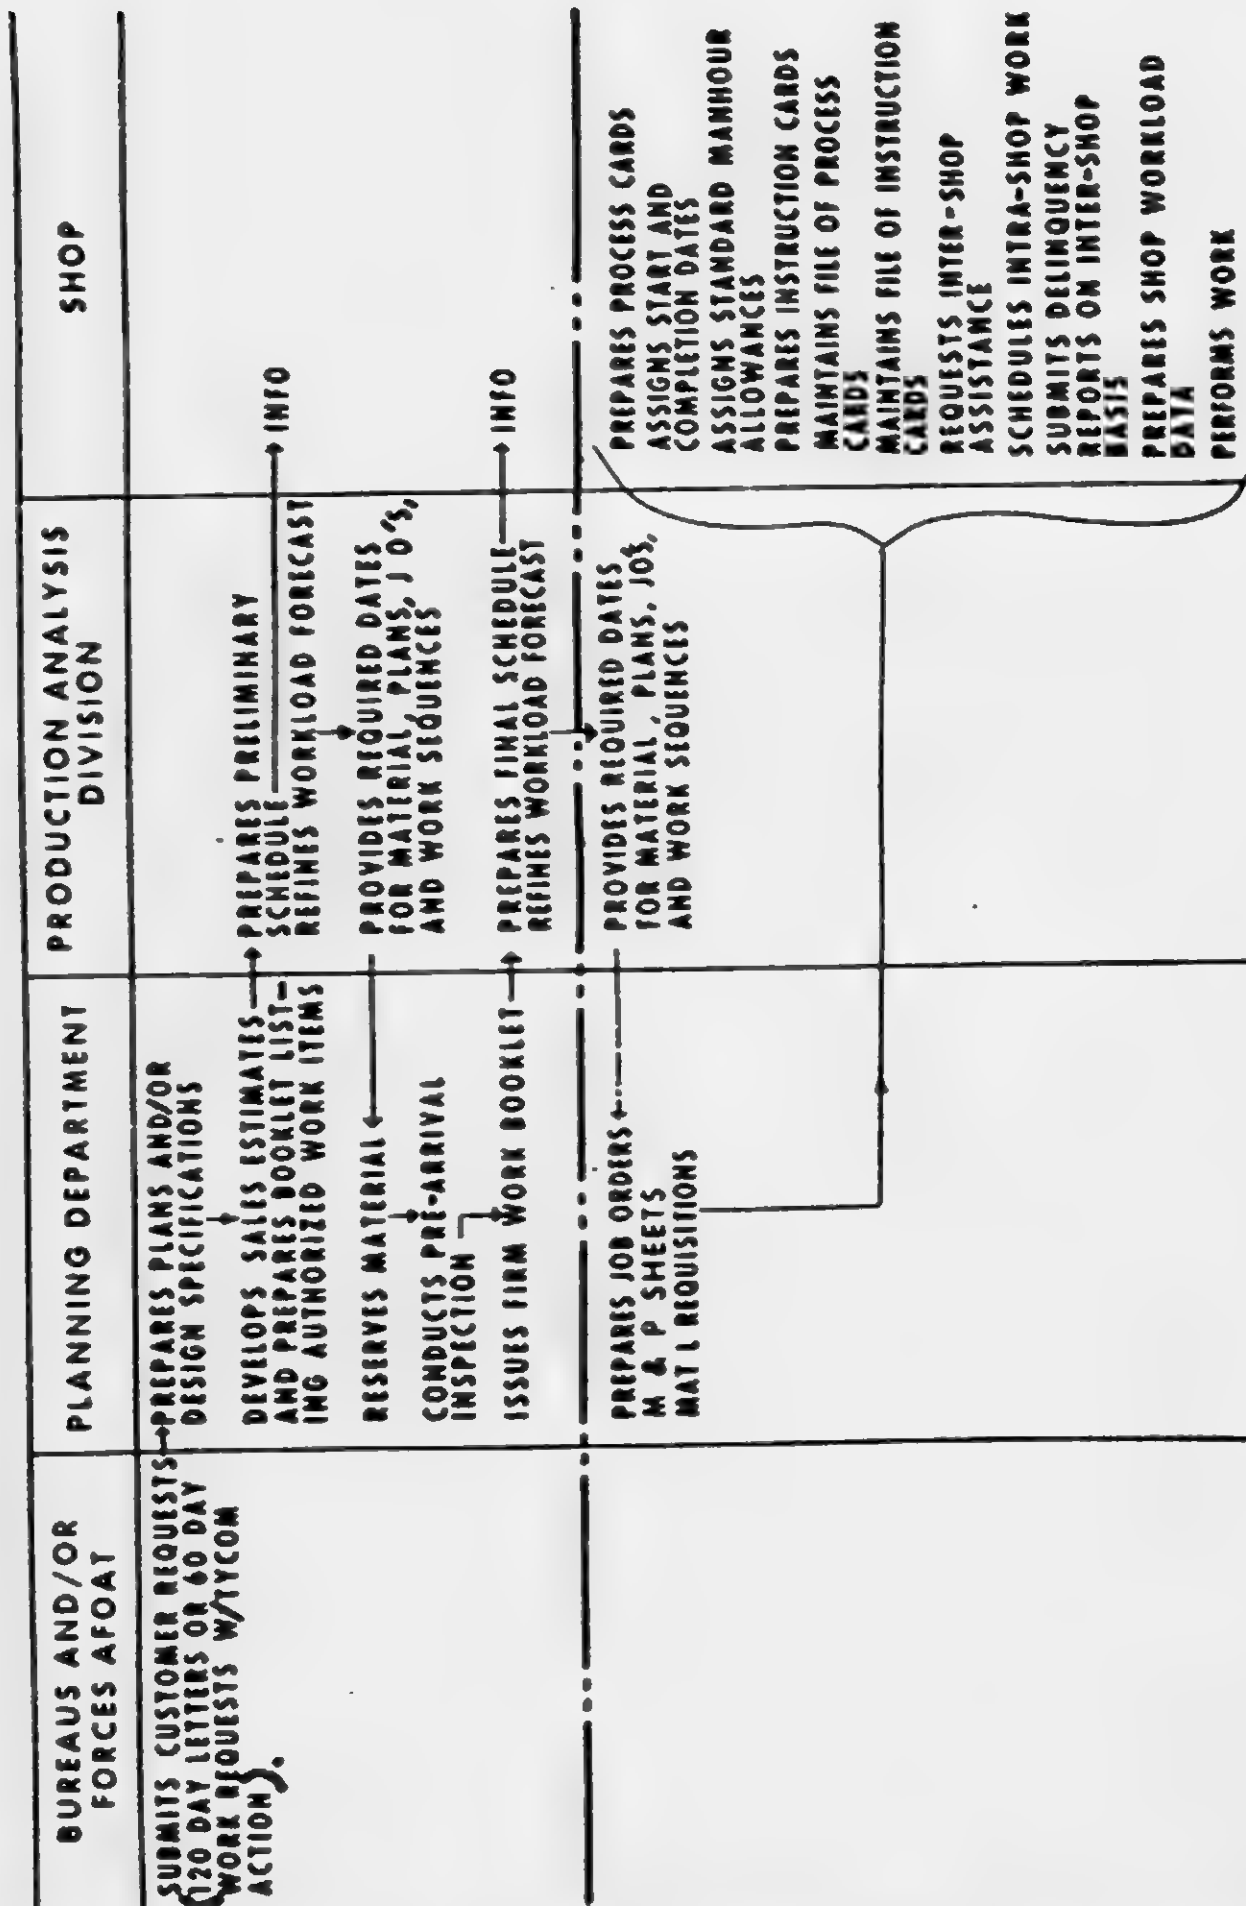 BUREAUS AND/OR
FORCES AFOAT
PLANNING DEPARTMENT
PRODUCTION ANALYSIS
DIVISION
SHOP
SUBMITS CUSTOMER REQUESTS
(120 DAY LETTERS OR 60 DAY
WORK REQUESTS W/TYCOM
ACTION).
PREPARES PLANS AND/OR
DESIGN SPECIFICATIONS
DEVELOPS SALES ESTIMATES
AND PREPARES BOOKLET LIST-
ING AUTHORIZED WORK ITEMS
RESERVES MATERIAL
CONDUCTS PRE-ARRIVAL
INSPECTION
ISSUES FIRM WORK BOOKLET
PREPARES JOB ORDERS
M & P SHEETS
MAT L REQUISITIONS
PREPARES PRELIMINARY
SCHEDULE
REFINES WORKLOAD FORECAST
PROVIDES REQUIRED DATES
FOR MATERIAL, PLANS, J O'S,
AND WORK SEQUENCES
PREPARES FINAL SCHEDULE
REFINES WORKLOAD FORECAST
PROVIDES REQUIRED DATES
FOR MATERIAL, PLANS, JOS,
AND WORK SEQUENCES
INFO
INFO
PREPARES PROCESS CARDS
ASSIGNS START AND
COMPLETION DATES
ASSIGNS STANDARD MANHOUR
ALLOWANCES
PREPARES INSTRUCTION CARDS
MAINTAINS FILE OF PROCESS
CARDS
MAINTAINS FILE OF INSTRUCTION
CARDS
REQUESTS INTER-SHOP
ASSISTANCE
SCHEDULES INTRA-SHOP WORK
SUBMITS DELINQUENCY
REPORTS ON INTER-SHOP
BASIS
PREPARES SHOP WORKLOAD
DATA
PERFORMS WORK